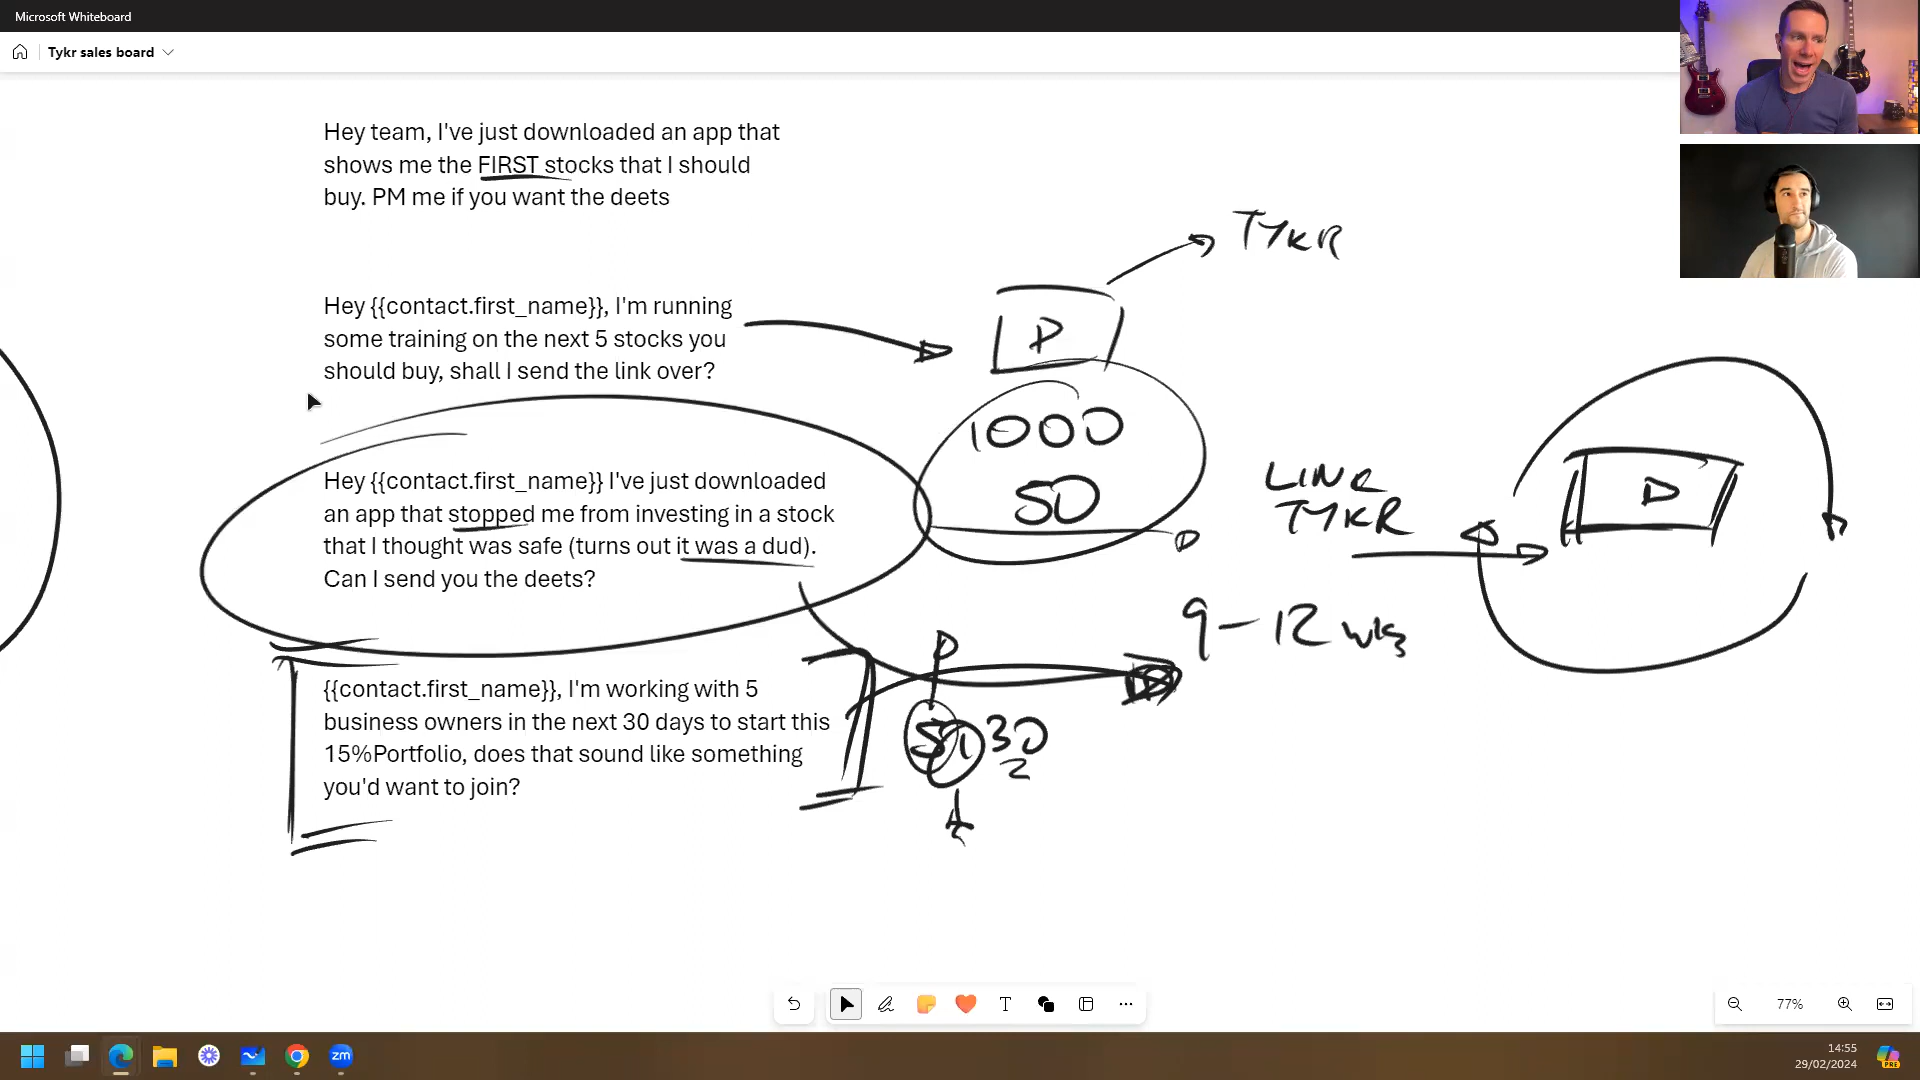 Microsoft Whiteboard
Tykr sales board
Hey team, I've just downloaded an app that
shows me the FIRST stocks that I should
buy. PM me if you want the deets
TYKR
Hey {{contact.first_name}}, I'm running
some training on the next 5 stocks you
should buy, shall I send the link over?
1000
50
LINK
TYKR
Hey {{contact.first_name}} I've just downloaded
an app that stopped me from investing in a stock
that I thought was safe (turns out it was a dud).
Can I send you the deets?
9-12 wks
{{contact.first_name}}, I'm working with 5
business owners in the next 30 days to start this
15%Portfolio, does that sound like something
you'd want to join?
30
2
77%
zm
14:55
29/02/2024
PRE